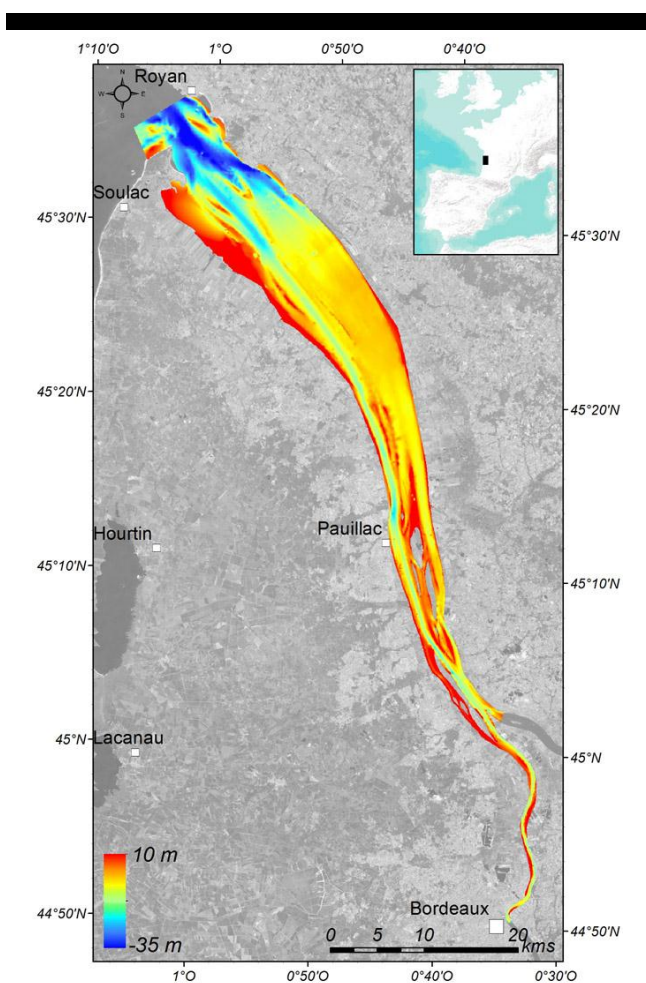 1°10'O 1°O 0°50'O 0°40'O
N
W E
S
Royan
Soulac
45°30'N
45°30'N
45°20'N
45°20'N
Hourtin
Pauillac
45°10'N
45°10'N
Lacanau
45°N
45°N
10 m
-35 m
Bordeaux
44°50'N
44°50'N
0 5 10 20
kms
1°O 0°50'O 0°40'O 0°30'O